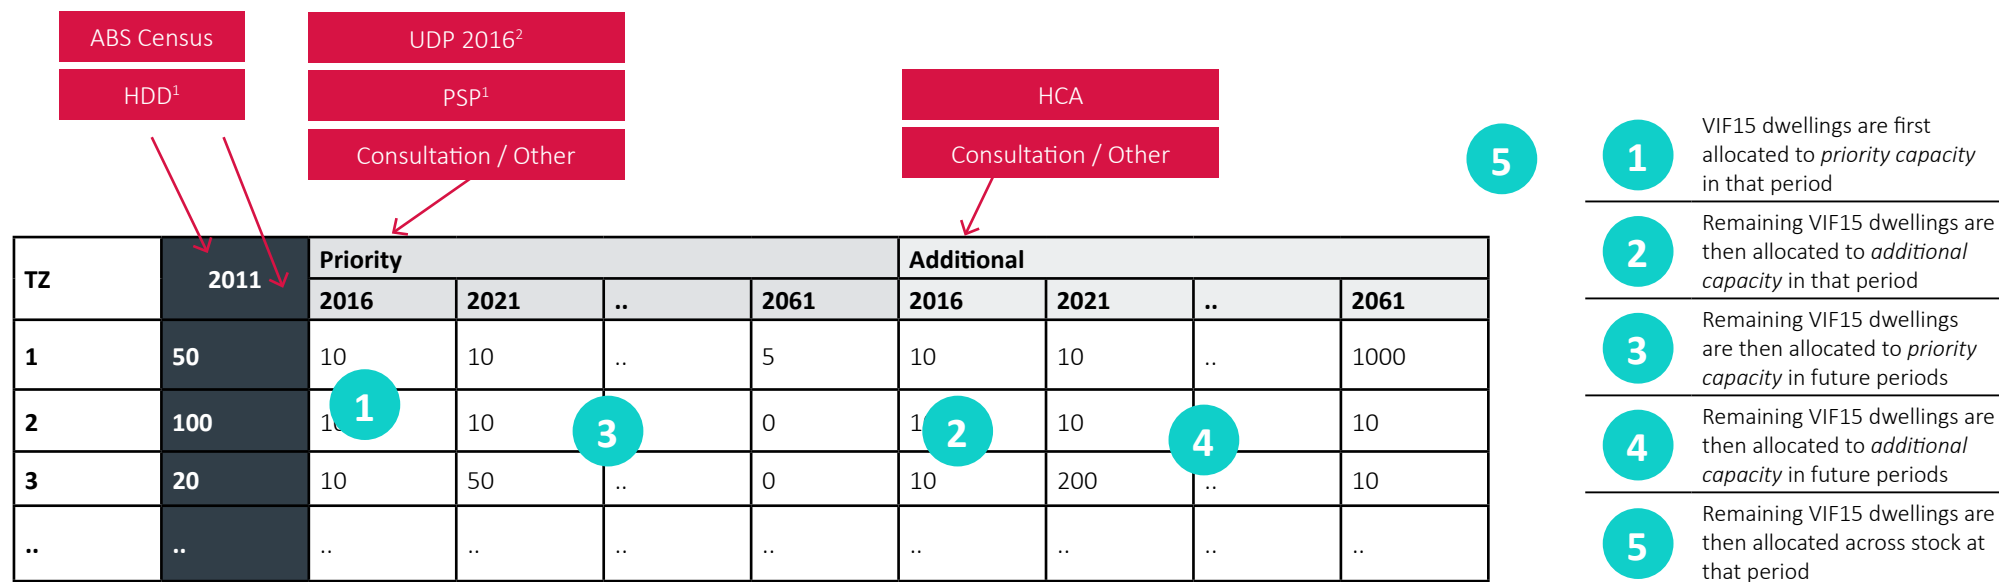 ABS Census
HDD¹
UDP 2016²
PSP¹
Consultation / Other
HCA
Consultation / Other
5
TZ 2011 Priority Additional
2016 2021 .. 2061 2016 2021 .. 2061
1 50 10 10 .. 5 10 10 .. 1000
1 3 2 4
2 100 10 0 10 10
3 20 10 50 .. 0 10 200 .. 10
.. .. .. .. .. .. .. .. .. ..
1 VIF15 dwellings are first
allocated to priority capacity
in that period
2 Remaining VIF15 dwellings are
then allocated to additional
capacity in that period
3 Remaining VIF15 dwellings
are then allocated to priority
capacity in future periods
4 Remaining VIF15 dwellings are
then allocated to additional
capacity in future periods
5 Remaining VIF15 dwellings are
then allocated across stock at
that period